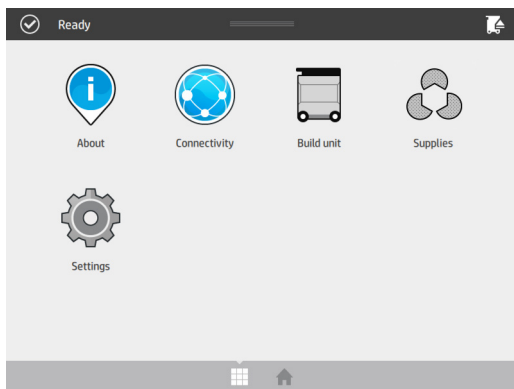 Ready
About
Connectivity
Build unit
Supplies
Settings